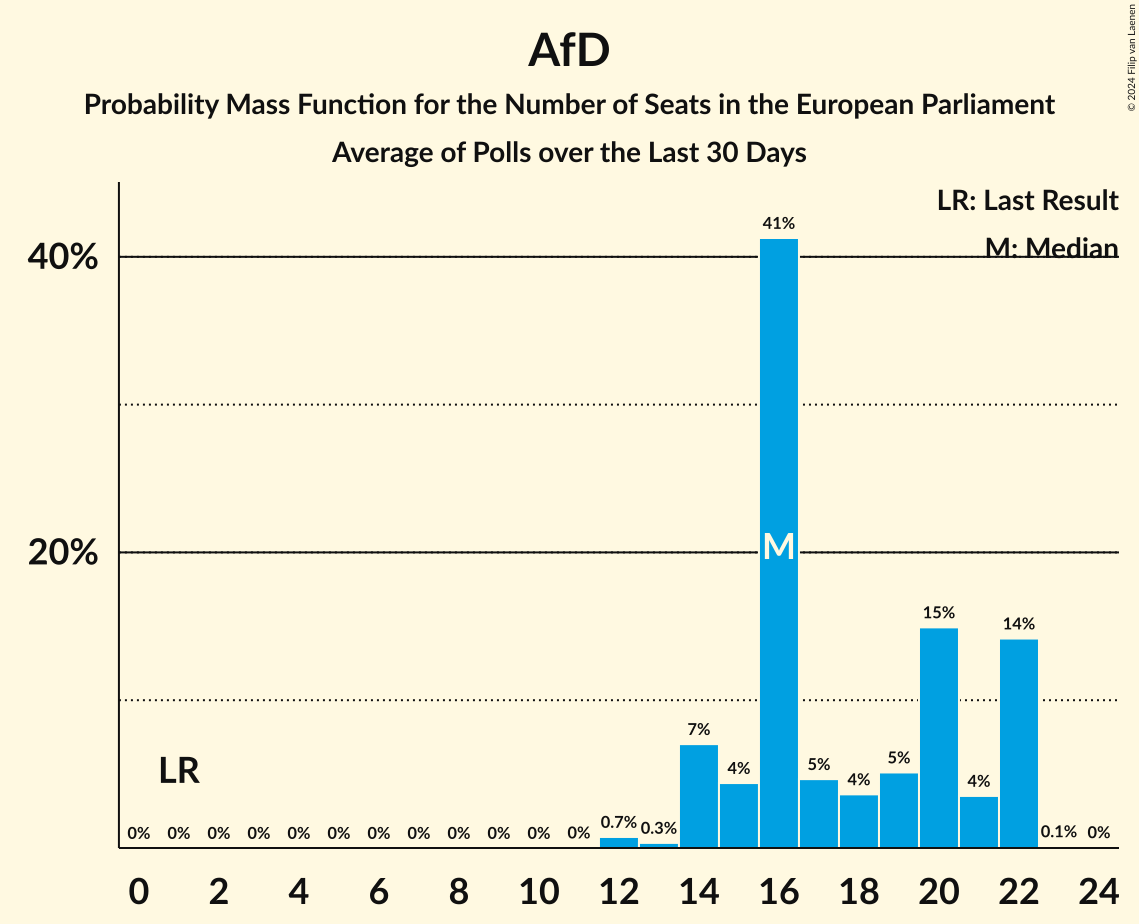 AfD
Probability Mass Function for the Number of Seats in the European Parliament
Average of Polls over the Last 30 Days
© 2024 Filip van Laenen
LR: Last Result
M: Median
40%
20%
41%
M
15%
14%
7%
4%
5%
4%
5%
4%
LR
0% 0% 0% 0% 0% 0% 0% 0% 0% 0% 0% 0% 0.7% 0.3% 0.1% 0%
0 2 4 6 8 10 12 14 16 18 20 22 24